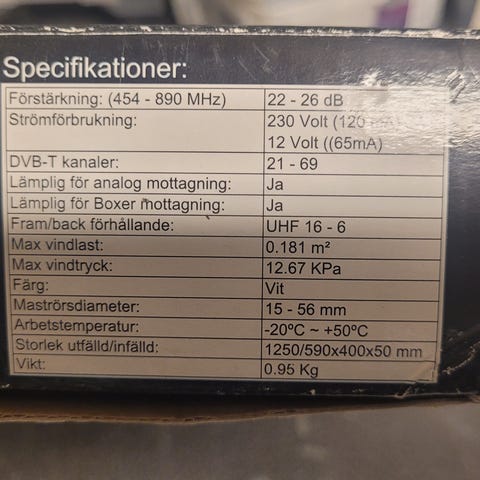 Specifikationer:
Förstärkning: (454 - 890 MHz) 22 - 26 dB
Strömförbrukning: 230 Volt (120 mA)
12 Volt ((65mA)
DVB-T kanaler: 21 - 69
Lämplig för analog mottagning: Ja
Lämplig för Boxer mottagning: Ja
Fram/back förhållande: UHF 16 - 6
Max vindlast: 0.181 m²
Max vindtryck: 12.67 KPa
Färg: Vit
Maströrsdiameter: 15 - 56 mm
Arbetstemperatur: -20ºC ~ +50ºC
Storlek utfälld/infälld: 1250/590x400x50 mm
Vikt: 0.95 Kg